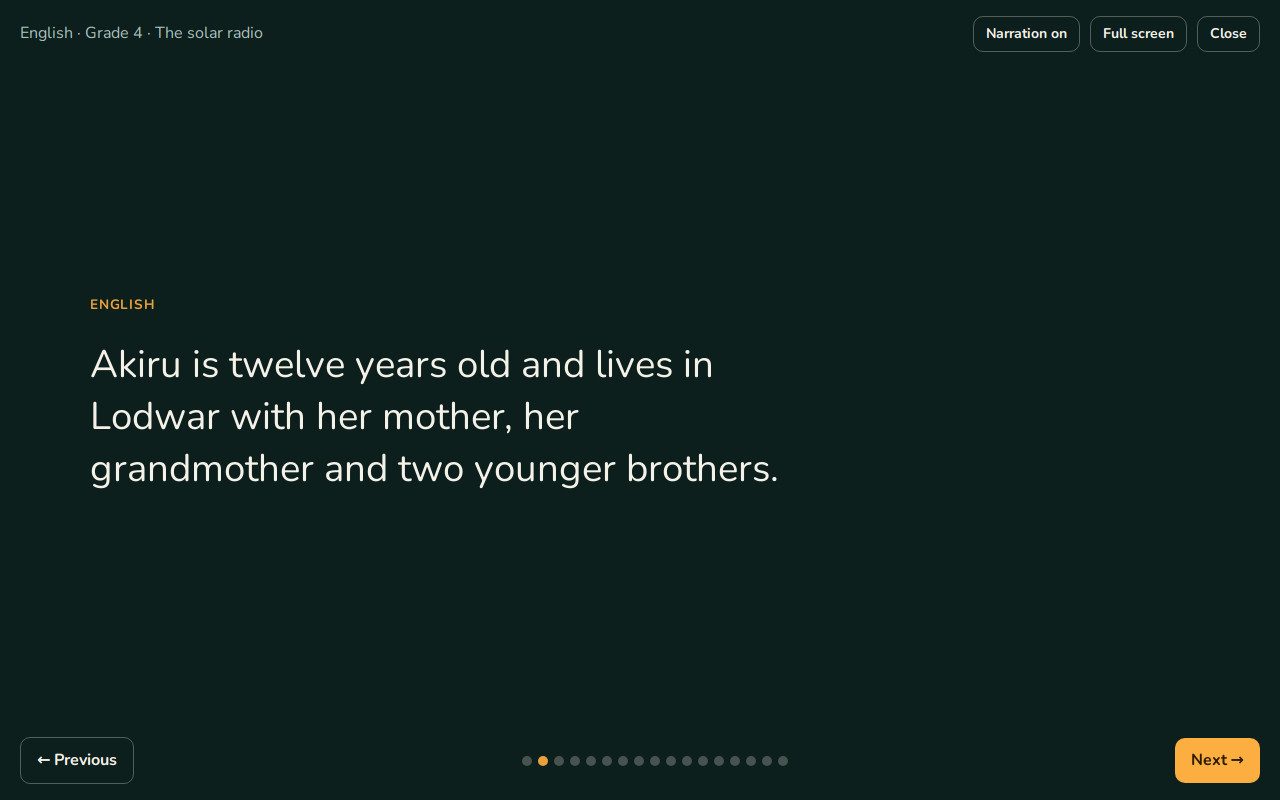 English · Grade 4 · The solar radio
Narration on
Full screen
Close
ENGLISH
Akiru is twelve years old and lives in
Lodwar with her mother, her
grandmother and two younger brothers.
← Previous
Next →